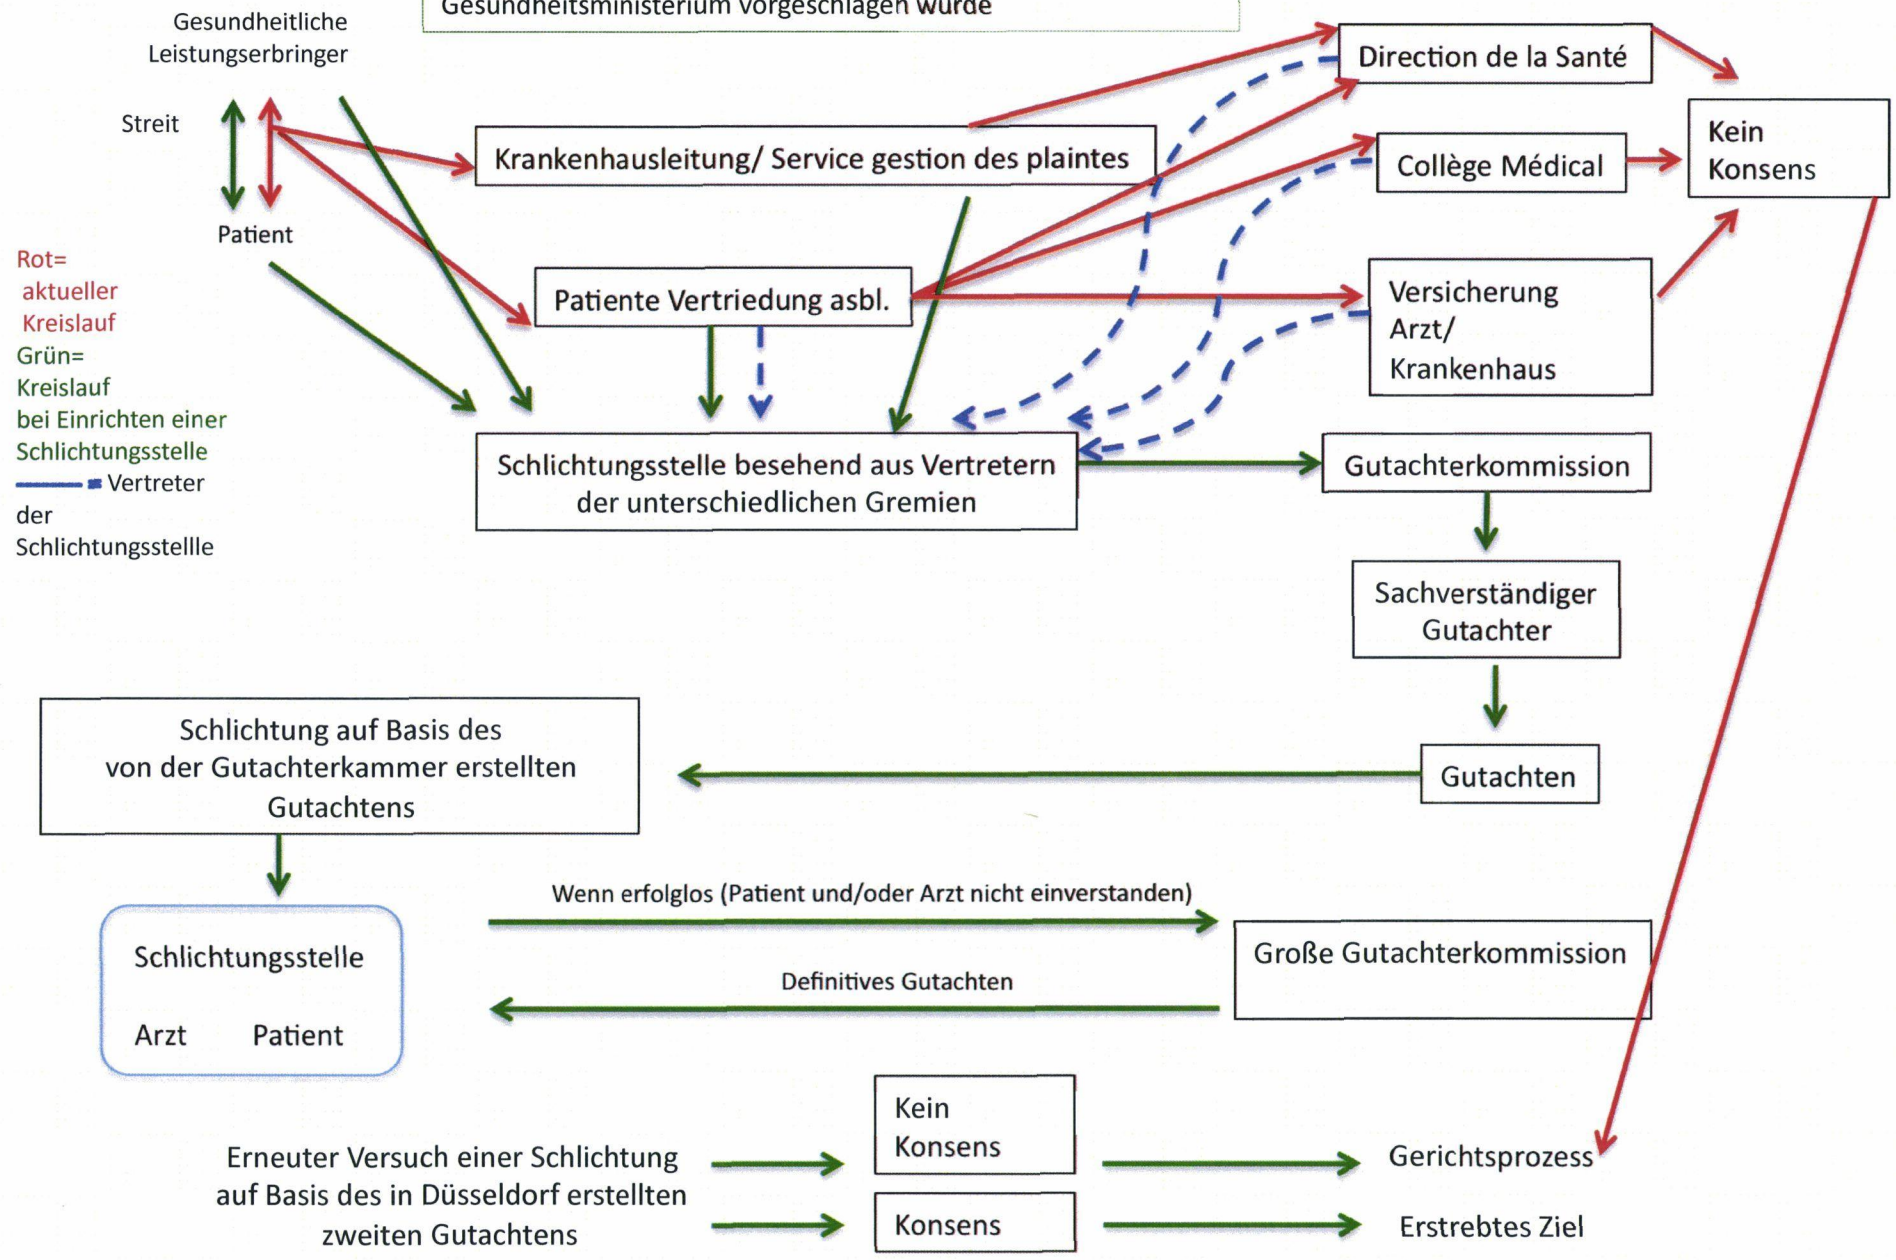 Gesundheitsministerium vorgeschlagen wurde
Gesundheitliche
Leistungserbringer
Streit
Patient
Rot=
aktueller
Kreislauf
Grün=
Kreislauf
bei Einrichten einer
Schlichtungsstelle
= Vertreter
der
Schlichtungsstellle
Krankenhausleitung/ Service gestion des plaintes
Patiente Vertriedung asbl.
Direction de la Santé
Collège Médical
Versicherung
Arzt/
Krankenhaus
Kein
Konsens
Schlichtungsstelle besehend aus Vertretern
der unterschiedlichen Gremien
Gutachterkommission
Sachverständiger
Gutachter
Gutachten
Schlichtung auf Basis des
von der Gutachterkammer erstellten
Gutachtens
Schlichtungsstelle
Arzt Patient
Wenn erfolglos (Patient und/oder Arzt nicht einverstanden)
Definitives Gutachten
Große Gutachterkommission
Erneuter Versuch einer Schlichtung
auf Basis des in Düsseldorf erstellten
zweiten Gutachtens
Kein
Konsens
Konsens
Gerichtsprozess
Erstrebtes Ziel